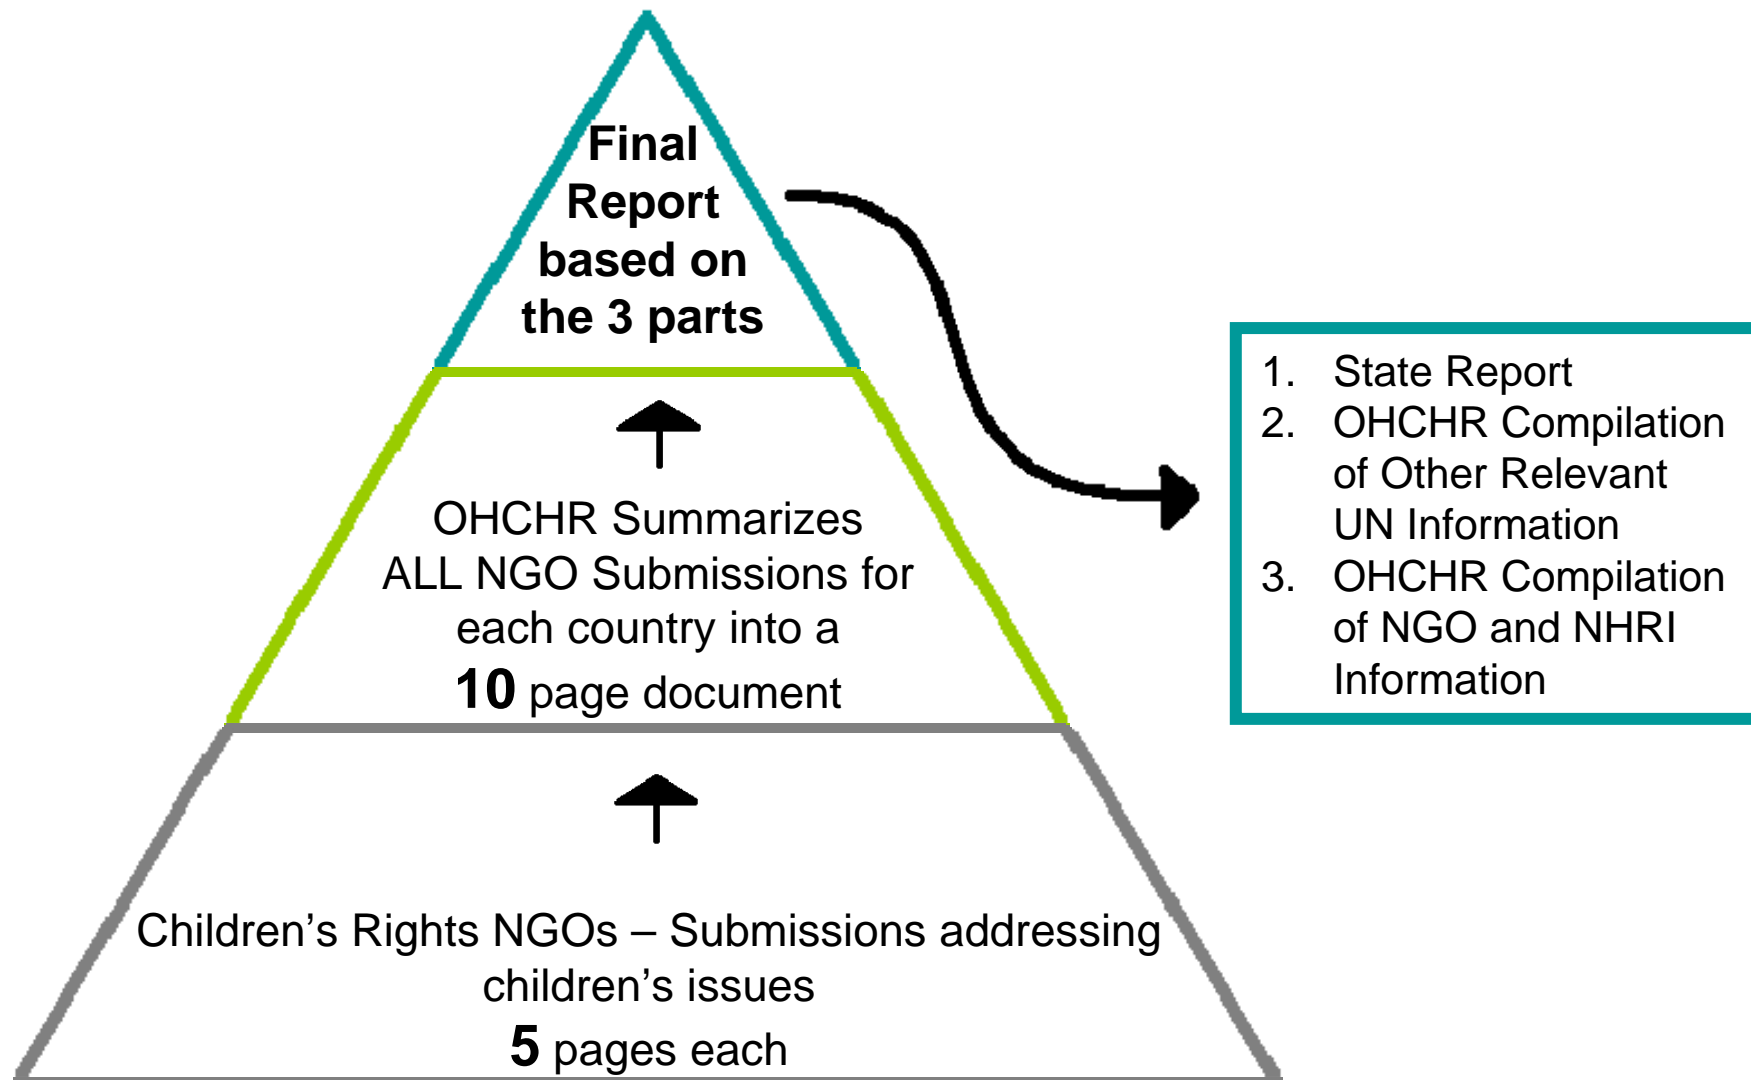 Final
Report
based on
the 3 parts
OHCHR Summarizes
ALL NGO Submissions for
each country into a
10 page document
Children’s Rights NGOs – Submissions addressing
children’s issues
5 pages each
1. State Report
2. OHCHR Compilation
of Other Relevant
UN Information
3. OHCHR Compilation
of NGO and NHRI
Information